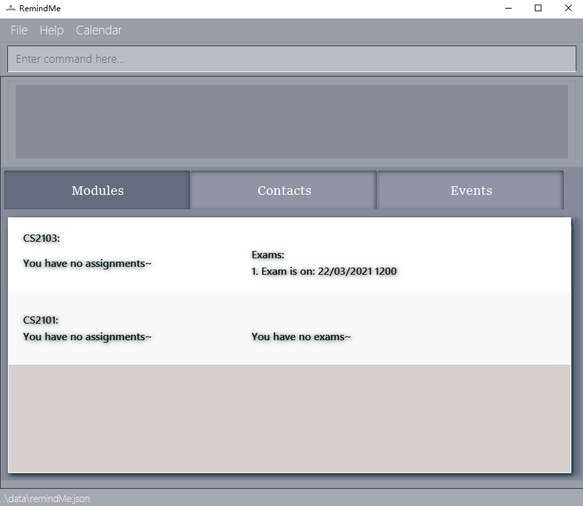 RemindMe
File Help Calendar
Enter command here...
Modules Contacts Events
CS2103:
You have no assignments~
Exams:
1. Exam is on: 22/03/2021 1200
CS2101:
You have no assignments~ You have no exams~
.\data\remindMe.json